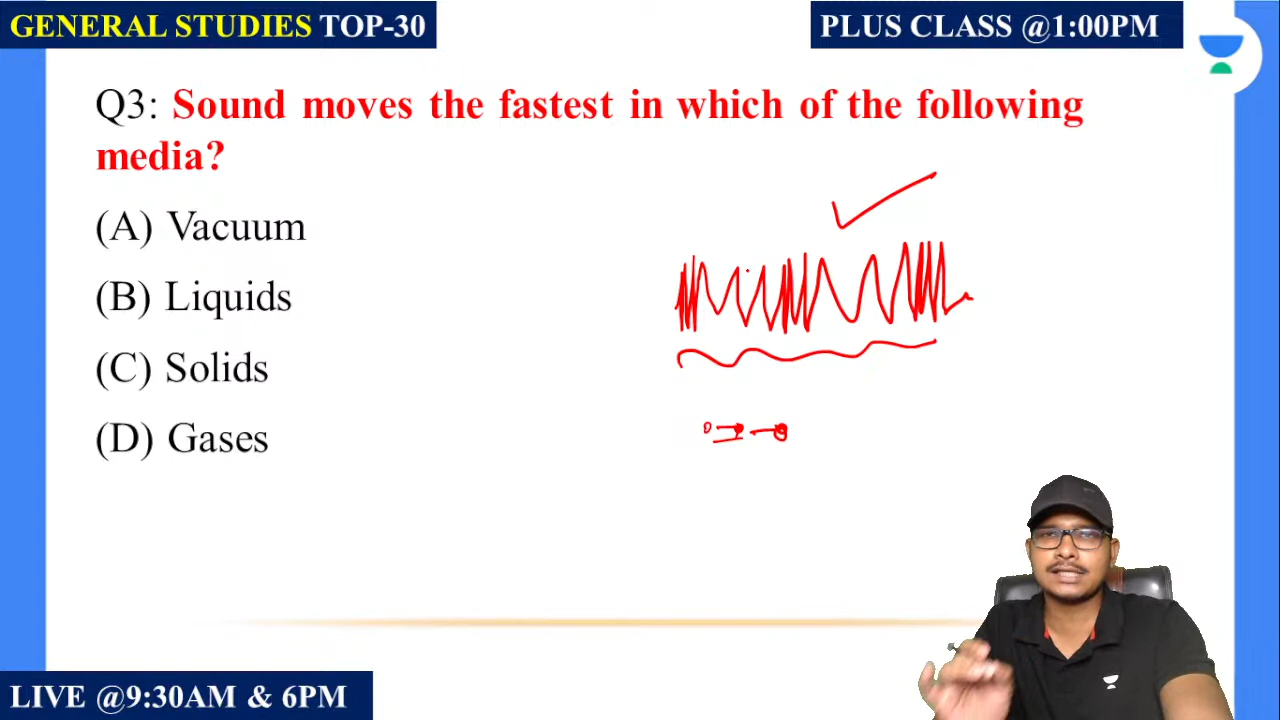 GENERAL STUDIES TOP-30
PLUS CLASS @1:00PM
Q3: Sound moves the fastest in which of the following
media?
(A) Vacuum
(B) Liquids
(C) Solids
(D) Gases
LIVE @9:30AM & 6PM